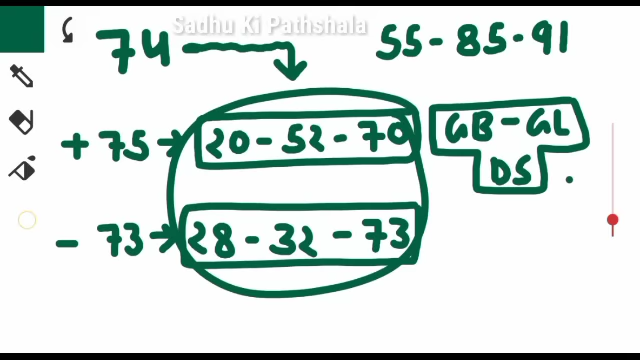 Sadhu Ki Pathshala
74 55-85-91
+ 75 → 20-52-70 GB-GL
DS.
- 73 → 28-32-73